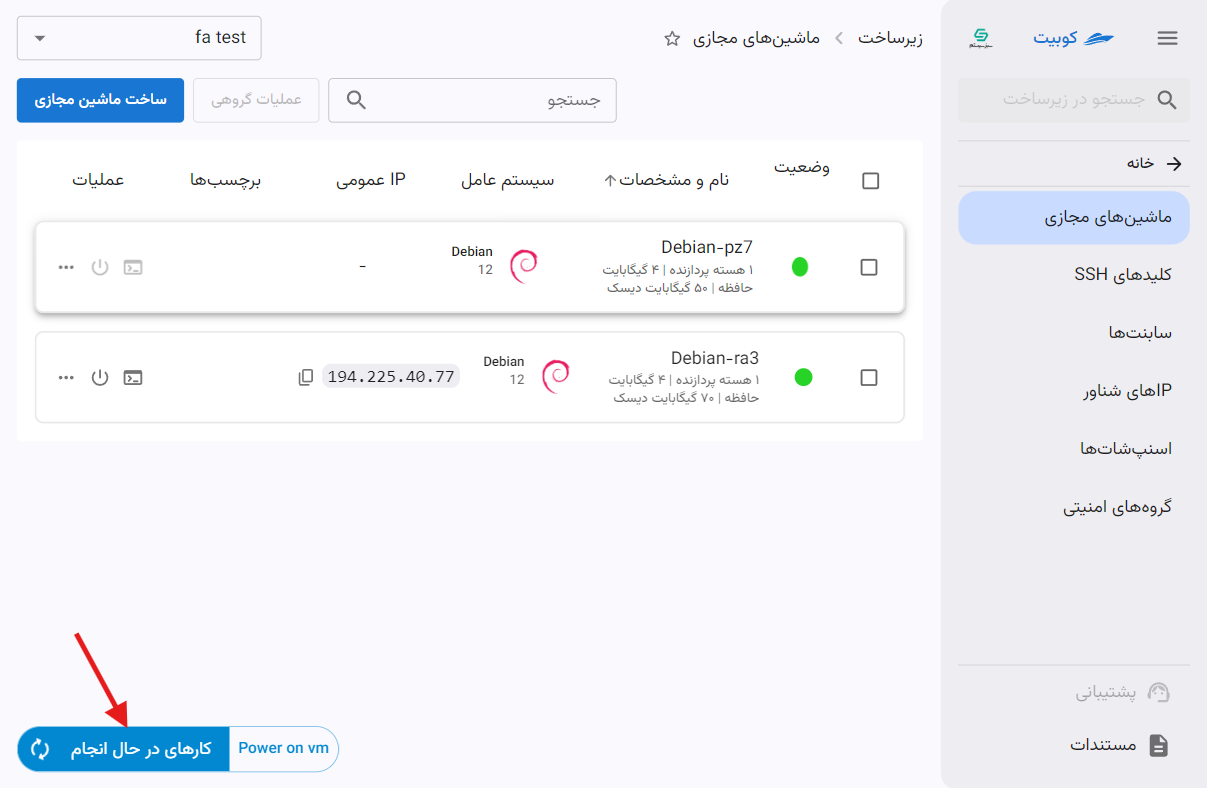 کوبیت
جستجو در زیرساخت
خانه
ماشین‌های مجازی
کلیدهای SSH
سابنت‌ها
IPهای شناور
اسنپ‌شات‌ها
گروه‌های امنیتی
پشتیبانی
مستندات
زیرساخت
ماشین‌های مجازی
fa test
جستجو
عملیات گروهی
ساخت ماشین مجازی
وضعیت
نام و مشخصات
سیستم عامل
IP عمومی
برچسب‌ها
عملیات
Debian-pz7
۱ هسته پردازنده | ۴ گیگابایت
حافظه | ۵۰ گیگابایت دیسک
Debian
12
-
Debian-ra3
۱ هسته پردازنده | ۴ گیگابایت
حافظه | ۷۰ گیگابایت دیسک
Debian
12
194.225.40.77
Power on vm
کارهای در حال انجام